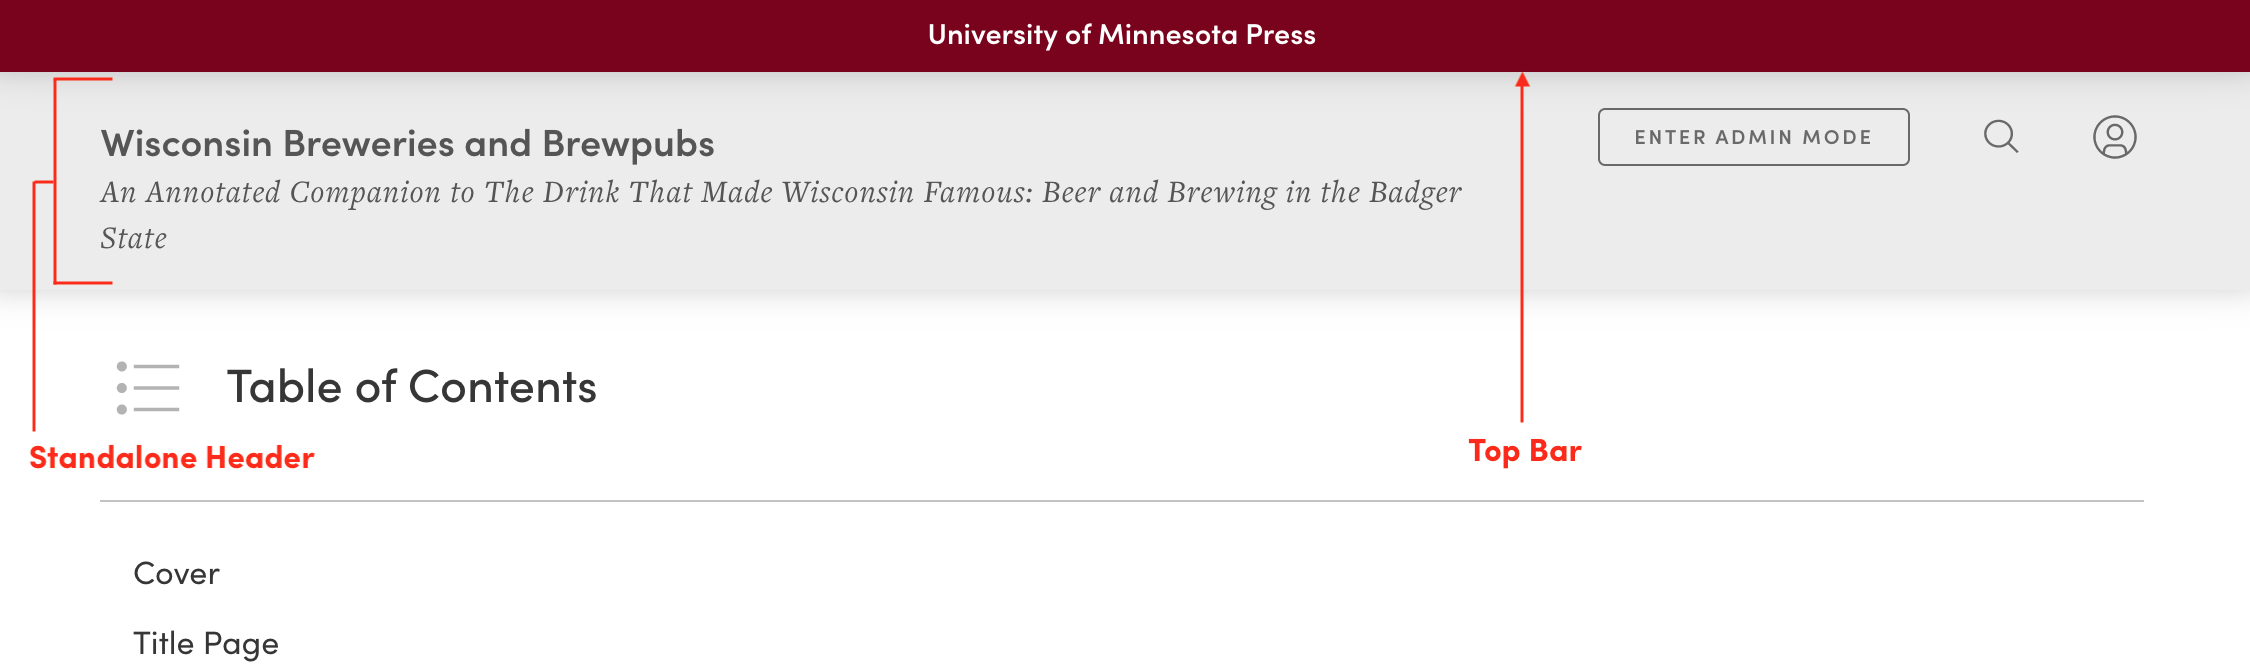 University of Minnesota Press
Wisconsin Breweries and Brewpubs
ENTER ADMIN MODE
An Annotated Companion to The Drink That Made Wisconsin Famous: Beer and Brewing in the Badger
State
Table of Contents
Standalone Header
Top Bar
Cover
Title Page